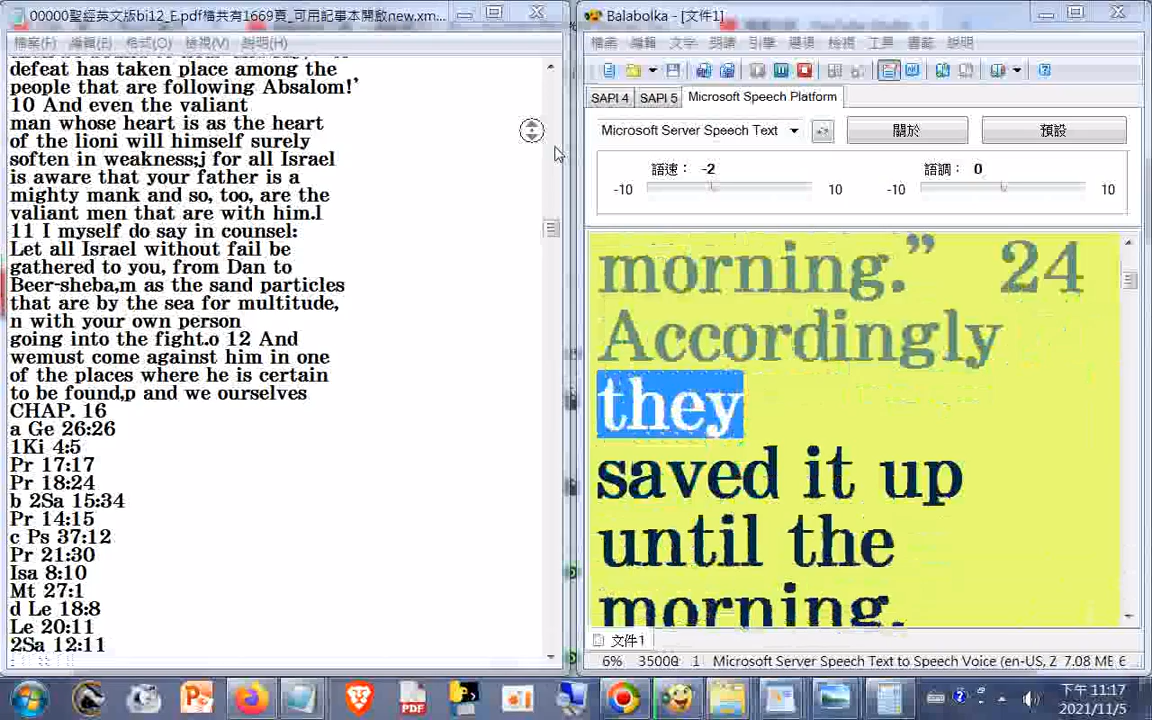 00000聖經英文版bi12_E.pdf檔共有1669頁_可用記事本開啟new.xm...
檔案(F) 編輯(E) 格式(O) 檢視(V) 說明(H)
defeat has taken place among the
people that are following Absalom!’
10 And even the valiant
man whose heart is as the heart
of the lioni will himself surely
soften in weakness;j for all Israel
is aware that your father is a
mighty mank and so, too, are the
valiant men that are with him.l
11 I myself do say in counsel:
Let all Israel without fail be
gathered to you, from Dan to
Beer-sheba,m as the sand particles
that are by the sea for multitude,
n with your own person
going into the fight.o 12 And
wemust come against him in one
of the places where he is certain
to be found,p and we ourselves
CHAP. 16
a Ge 26:26
1Ki 4:5
Pr 17:17
Pr 18:24
b 2Sa 15:34
Pr 14:15
c Ps 37:12
Pr 21:30
Isa 8:10
Mt 27:1
d Le 18:8
Le 20:11
2Sa 12:11
Balabolka - [文件1]
檔案 編輯 文字 朗讀 引擎 選項 檢視 工具 書籤 說明
SAPI 4 SAPI 5 Microsoft Speech Platform
Microsoft Server Speech Text 關於 預設
語速： -2 語調： 0
-10 10 -10 10
morning.” 24
Accordingly
they
saved it up
until the
morning.
文件1
6% 35000 1 Microsoft Server Speech Text to Speech Voice (en-US, Z 7.08 ME 6
PDF
下午 11:17
2021/11/5